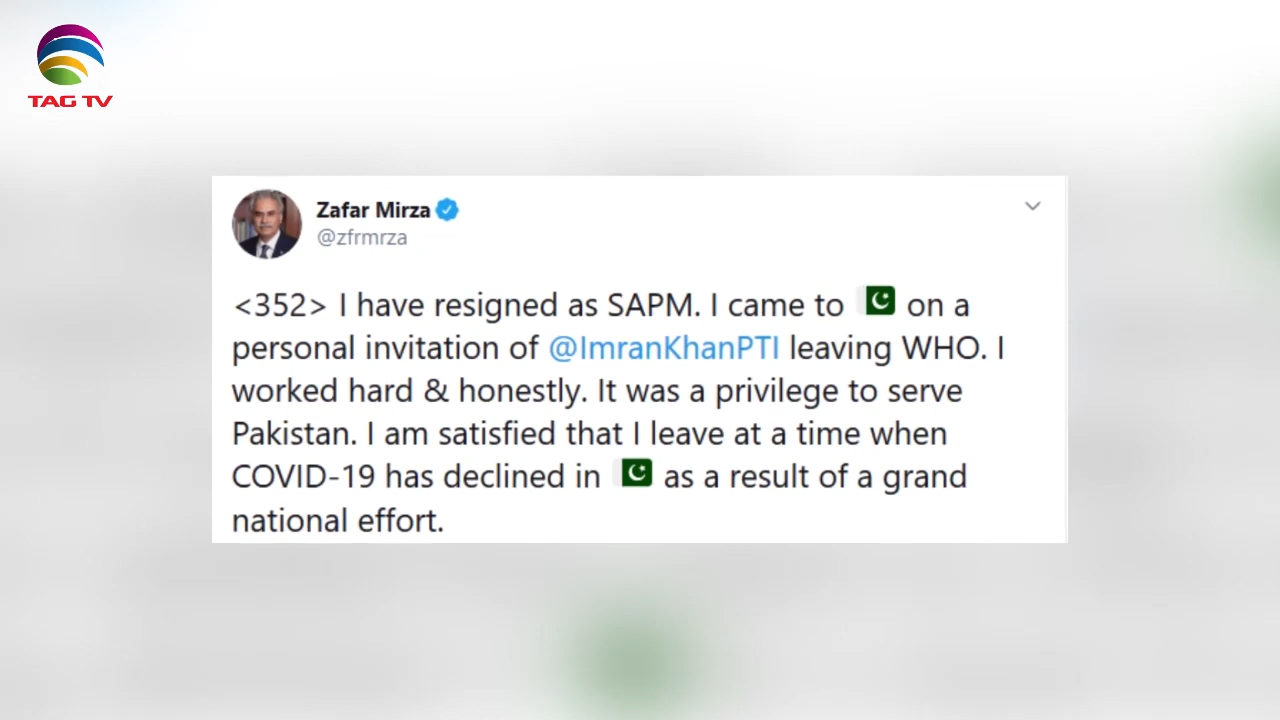 TAG TV
Zafar Mirza
@zfrmrza
<352> I have resigned as SAPM. I came to 🇵🇰 on a
personal invitation of @ImranKhanPTI leaving WHO. I
worked hard & honestly. It was a privilege to serve
Pakistan. I am satisfied that I leave at a time when
COVID-19 has declined in 🇵🇰 as a result of a grand
national effort.